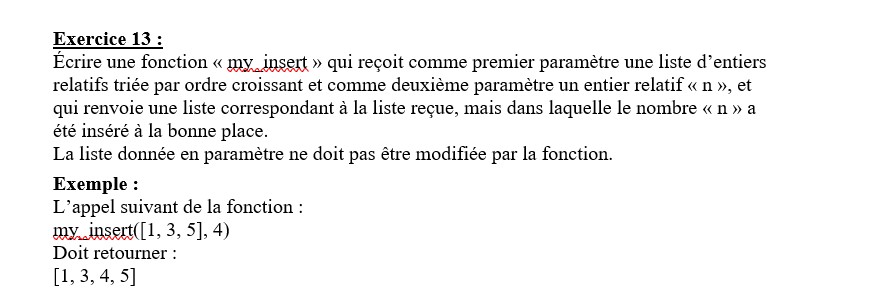 Exercice 13 :
Écrire une fonction « my_insert » qui reçoit comme premier paramètre une liste d’entiers
relatifs triée par ordre croissant et comme deuxième paramètre un entier relatif « n », et
qui renvoie une liste correspondant à la liste reçue, mais dans laquelle le nombre « n » a
été inséré à la bonne place.
La liste donnée en paramètre ne doit pas être modifiée par la fonction.
Exemple :
L’appel suivant de la fonction :
my_insert([1, 3, 5], 4)
Doit retourner :
[1, 3, 4, 5]